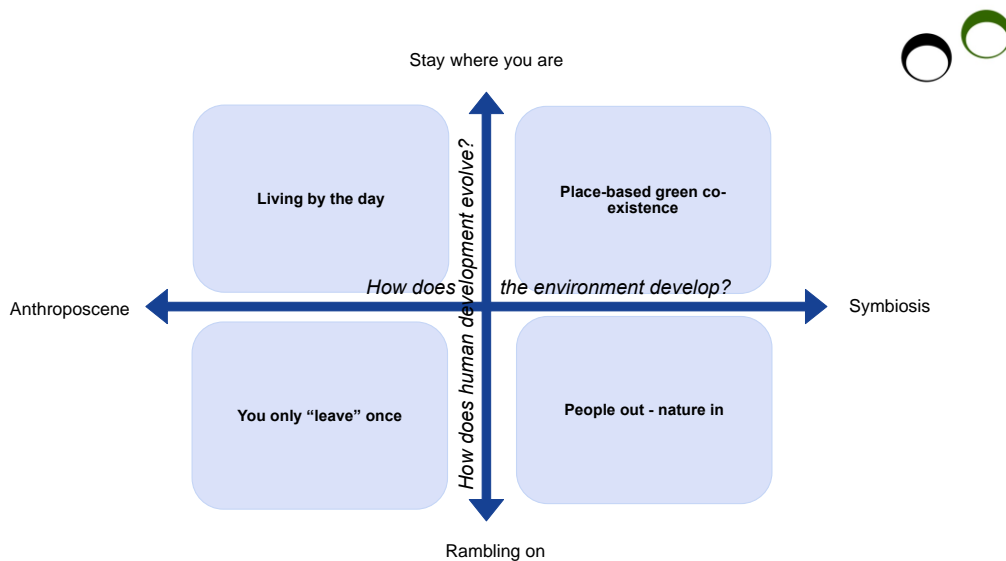 Stay where you are
How does human development evolve?
Living by the day
Place-based green co-
existence
How does the environment develop?
Anthroposcene
Symbiosis
You only “leave” once
People out - nature in
Rambling on